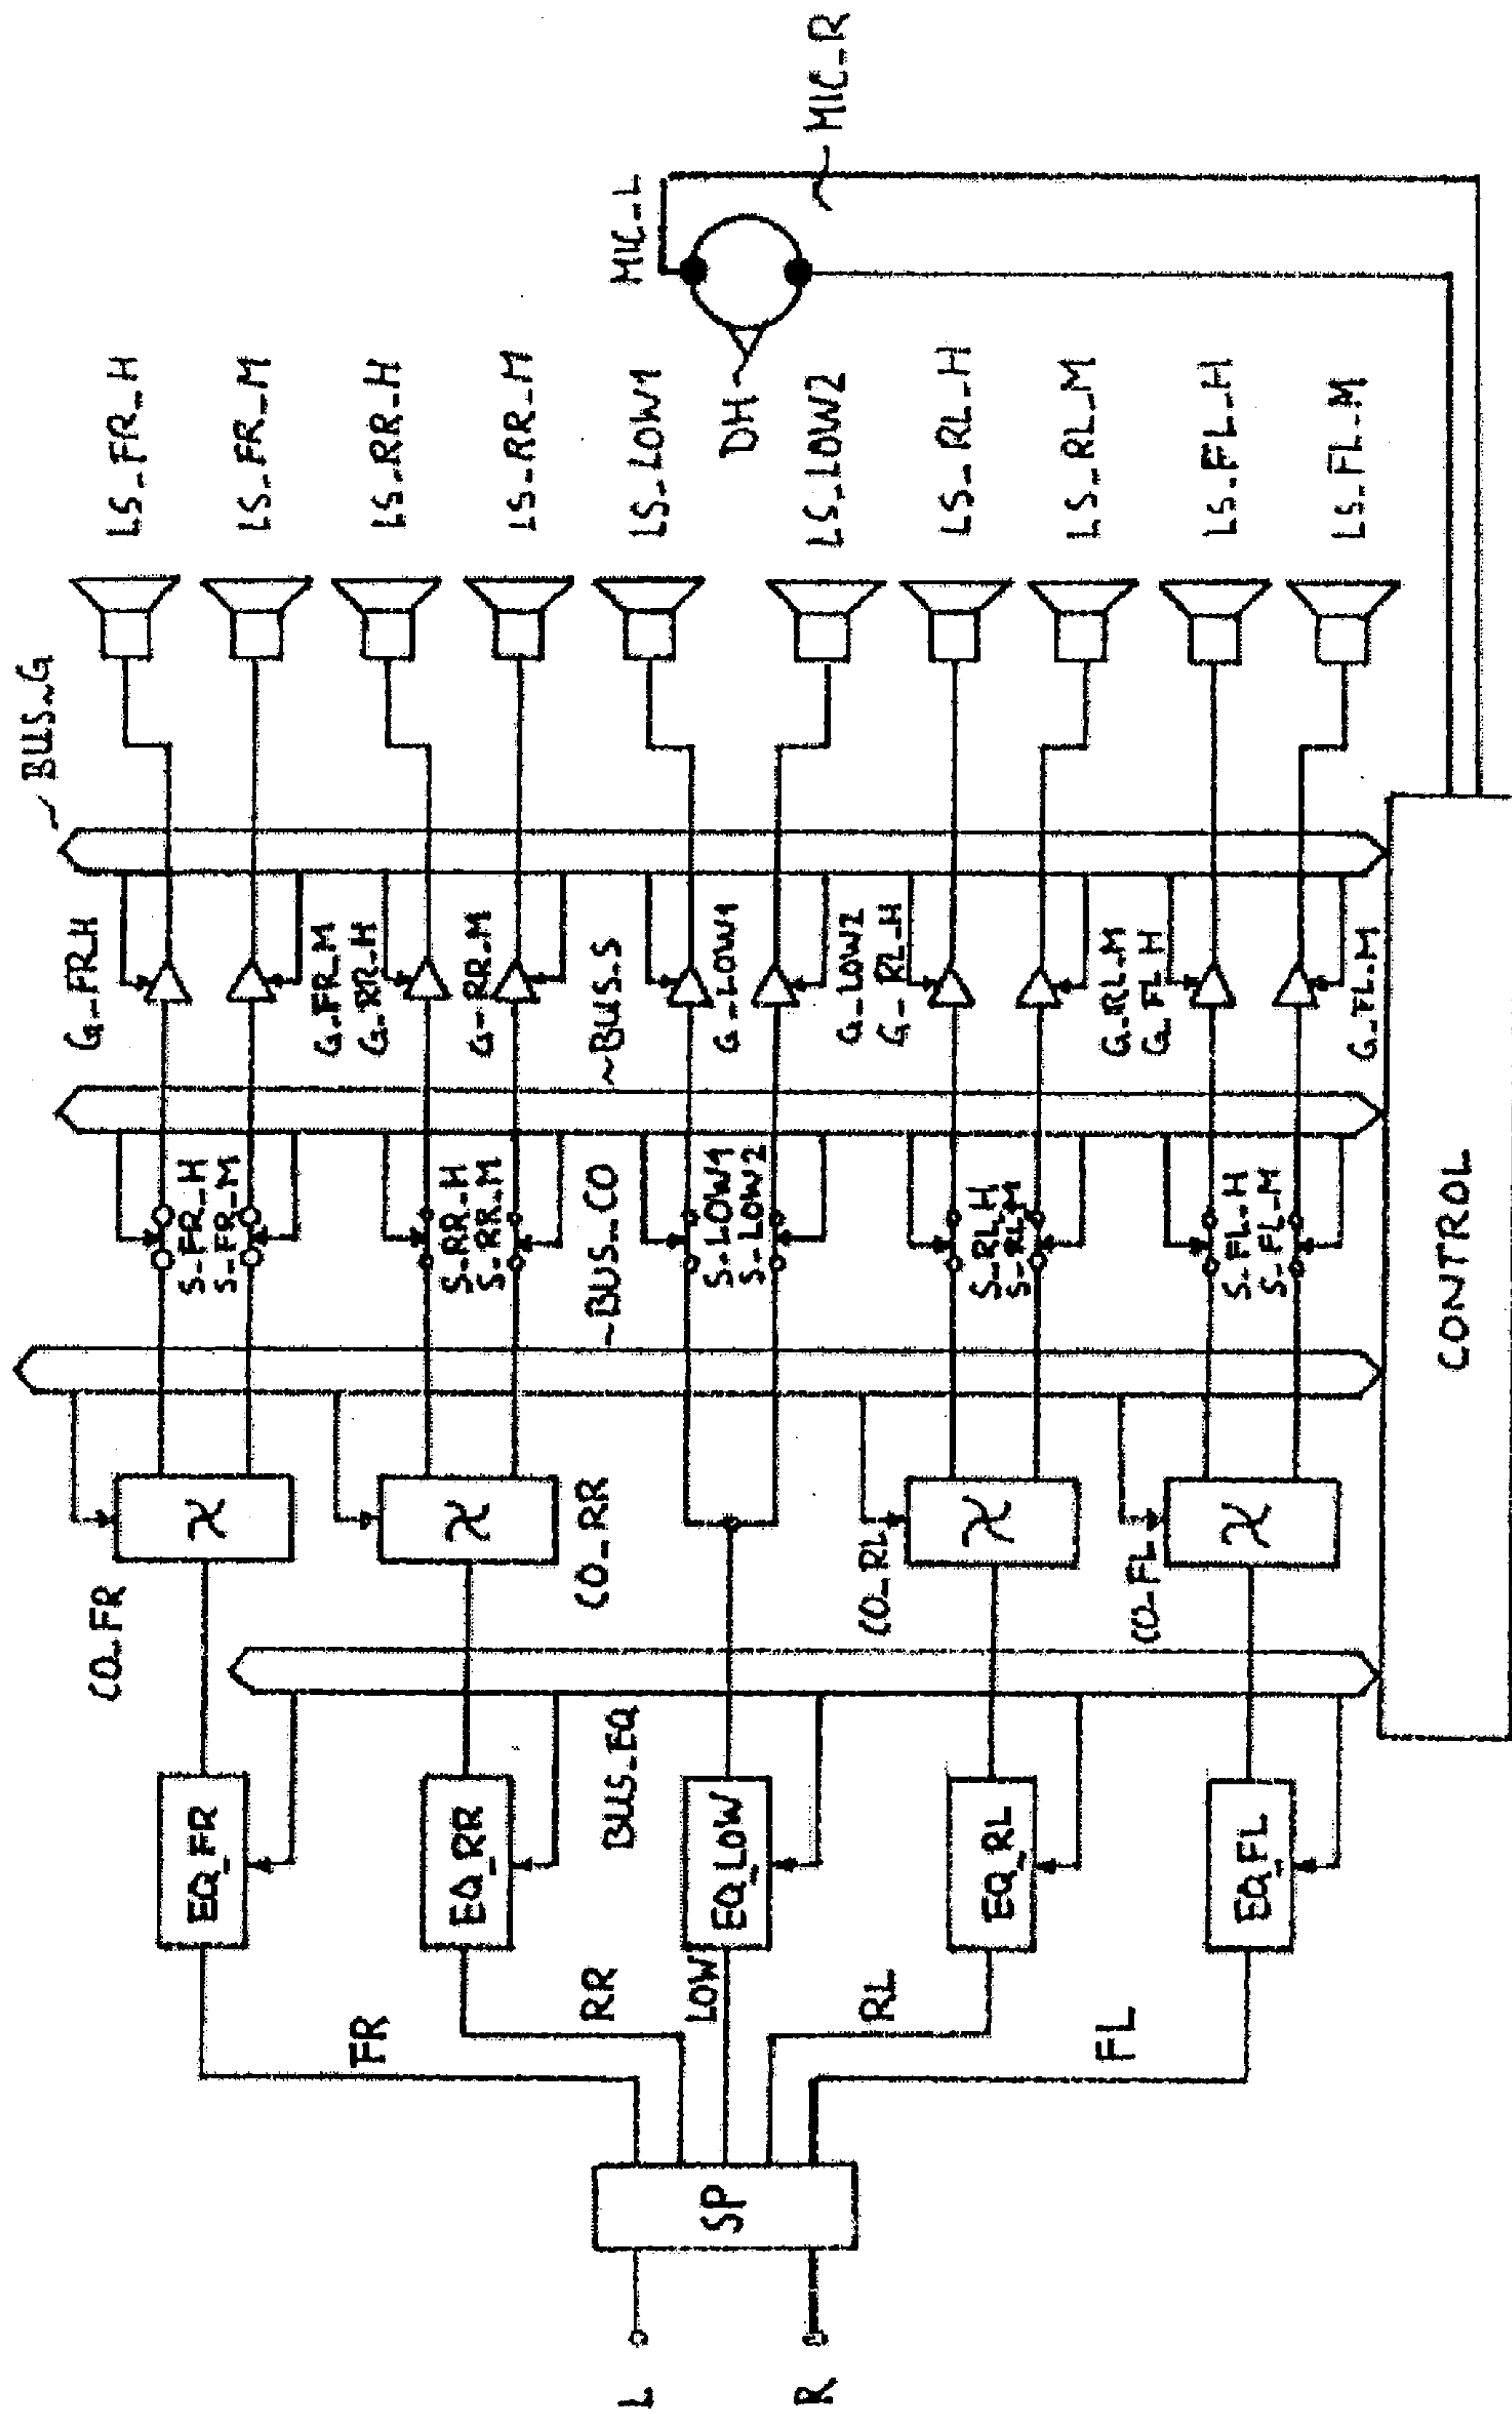 L
R
SP
FR
RR
LOW
RL
FL
EQ_FR
EQ_RR
EQ_LOW
EQ_RL
EQ_FL
BUS_EQ
CO_FR
CO_RR
CO_RL
CO_FL
BUS_CO
S_FR_H
S_FR_M
S_RR_H
S_RR_M
S_LOW1
S_LOW2
S_RL_H
S_RL_M
S_FL_H
S_FL_M
BUS_S
G_FR_H
G_FR_M
G_RR_H
G_RR_M
G_LOW1
G_LOW2
G_RL_H
G_RL_M
G_FL_H
G_FL_M
BUS_G
LS_FR_H
LS_FR_M
LS_RR_H
LS_RR_M
LS_LOW1
LS_LOW2
LS_RL_H
LS_RL_M
LS_FL_H
LS_FL_M
DH
MIC_L
MIC_R
CONTROL